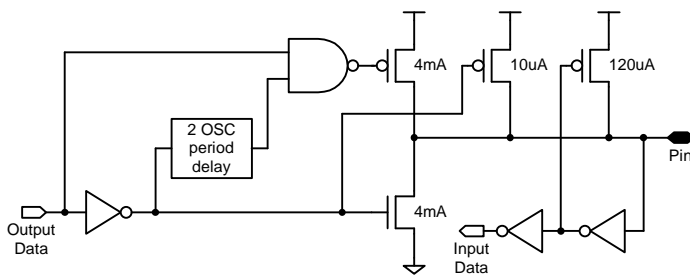 4mA
10uA
120uA
2 OSC
period
delay
Pin
4mA
Output
Data
Input
Data